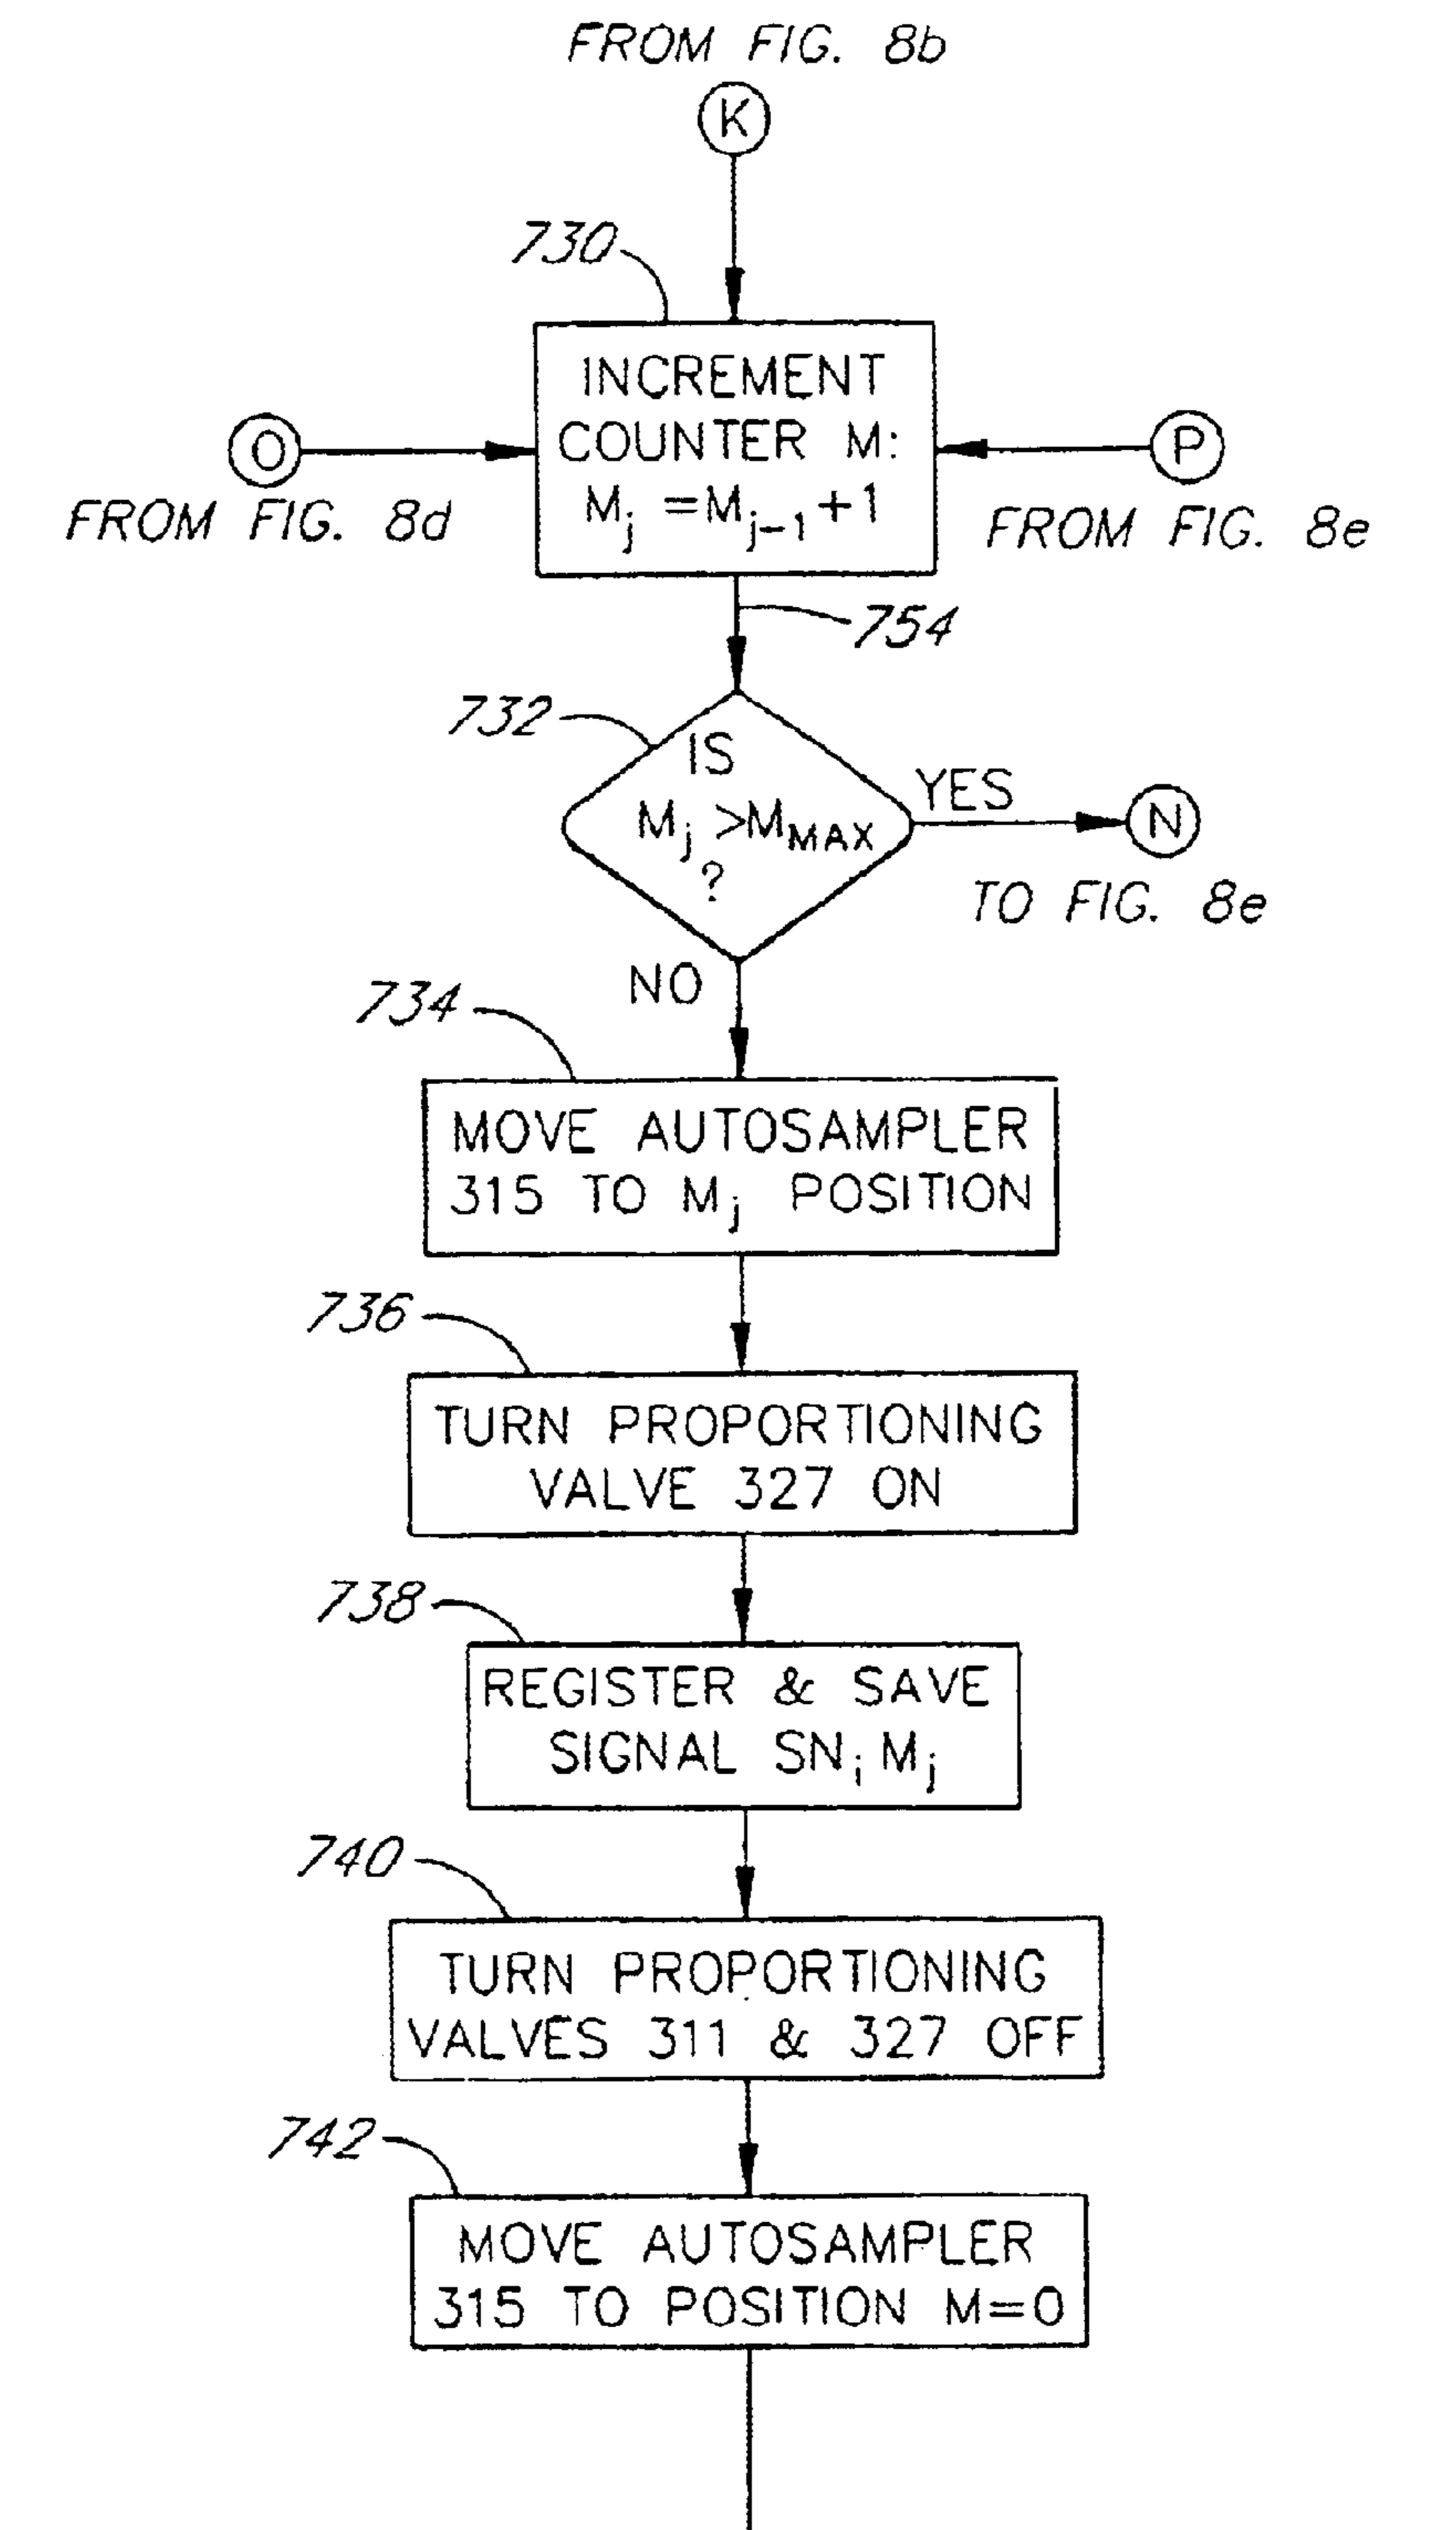 FROM FIG. 8b
K
730
INCREMENT
COUNTER M:
Mj =Mj-1 +1
O
FROM FIG. 8d
P
FROM FIG. 8e
754
732
IS
Mj >MMAX
?
YES
N
TO FIG. 8e
NO
734
MOVE AUTOSAMPLER
315 TO Mj POSITION
736
TURN PROPORTIONING
VALVE 327 ON
738
REGISTER & SAVE
SIGNAL SNi Mj
740
TURN PROPORTIONING
VALVES 311 & 327 OFF
742
MOVE AUTOSAMPLER
315 TO POSITION M=0